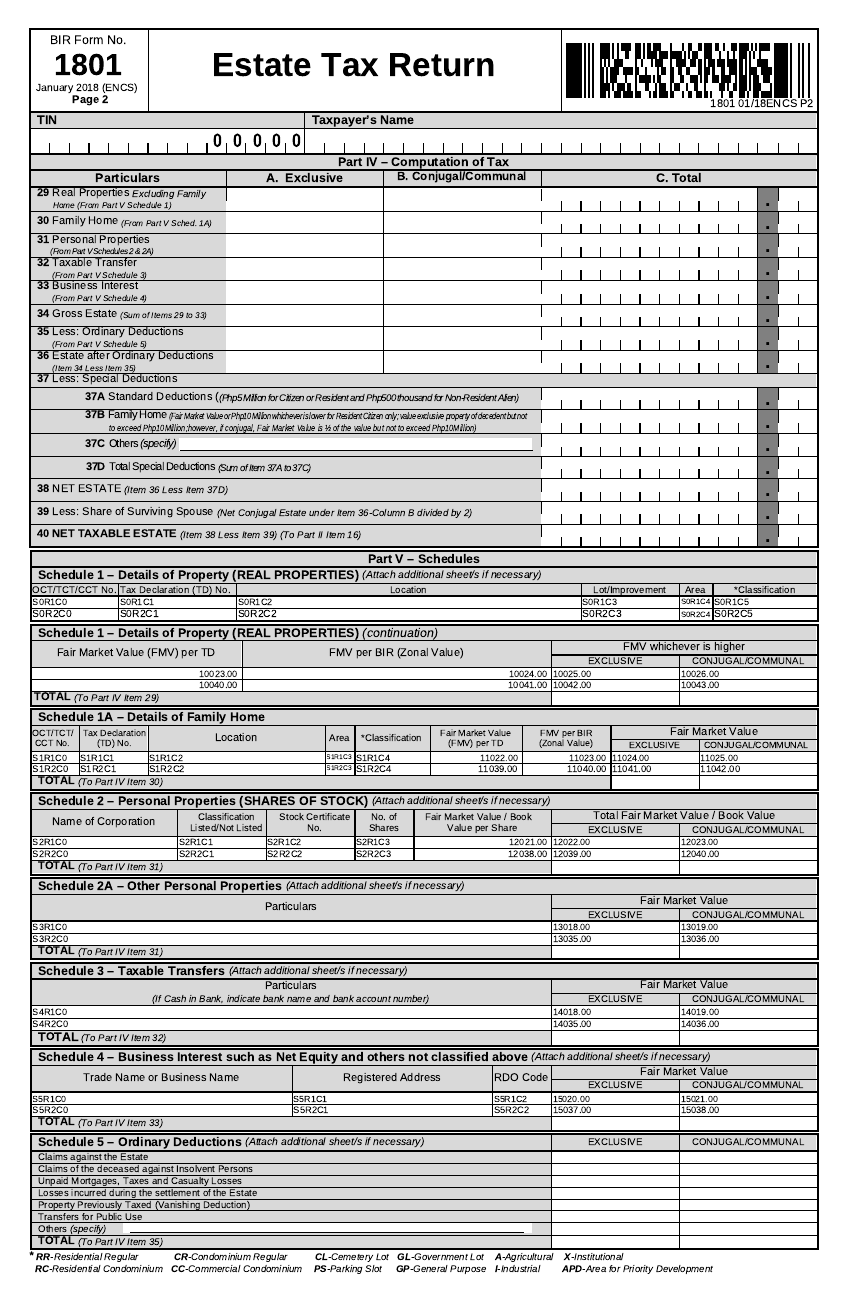 BIR Form No.
1801
January 2018 (ENCS)
Page 2
Estate Tax Return
1801 01/18ENCS P2
TIN Taxpayer's Name
0 0 0 0 0
Part IV – Computation of Tax
Particulars A. Exclusive B. Conjugal/Communal C. Total
29 Real Properties Excluding Family
Home (From Part V Schedule 1)
30 Family Home (From Part V Sched. 1A)
31 Personal Properties
(From Part V Schedules 2 & 2A)
32 Taxable Transfer
(From Part V Schedule 3)
33 Business Interest
(From Part V Schedule 4)
34 Gross Estate (Sum of Items 29 to 33)
35 Less: Ordinary Deductions
(From Part V Schedule 5)
36 Estate after Ordinary Deductions
(Item 34 Less Item 35)
37 Less: Special Deductions
37A Standard Deductions ((Php5 Million for Citizen or Resident and Php500 thousand for Non-Resident Alien)
37B Family Home (Fair Market Value or Php10 Million whichever is lower for Resident Citizen only; value exclusive property of decedent but not
to exceed Php10 Million;however, if conjugal, Fair Market Value is ½ of the value but not to exceed Php10 Million)
37C Others (specify)
37D Total Special Deductions (Sum of Item 37A to 37C)
38 NET ESTATE (Item 36 Less Item 37D)
39 Less: Share of Surviving Spouse (Net Conjugal Estate under Item 36-Column B divided by 2)
40 NET TAXABLE ESTATE (Item 38 Less Item 39) (To Part II Item 16)
Part V – Schedules
Schedule 1 – Details of Property (REAL PROPERTIES) (Attach additional sheet/s if necessary)
OCT/TCT/CCT No. Tax Declaration (TD) No. Location Lot/Improvement Area *Classification
S0R1C0 S0R1C1 S0R1C2 S0R1C3 S0R1C4 S0R1C5
S0R2C0 S0R2C1 S0R2C2 S0R2C3 S0R2C4 S0R2C5
Schedule 1 – Details of Property (REAL PROPERTIES) (continuation)
Fair Market Value (FMV) per TD FMV per BIR (Zonal Value) FMV whichever is higher
EXCLUSIVE CONJUGAL/COMMUNAL
10023.00 10024.00 10025.00 10026.00
10040.00 10041.00 10042.00 10043.00
TOTAL (To Part IV Item 29)
Schedule 1A – Details of Family Home
OCT/TCT/ CCT No. Tax Declaration (TD) No. Location Area *Classification Fair Market Value (FMV) per TD FMV per BIR (Zonal Value) Fair Market Value
EXCLUSIVE CONJUGAL/COMMUNAL
S1R1C0 S1R1C1 S1R1C2 S1R1C3 S1R1C4 11022.00 11023.00 11024.00 11025.00
S1R2C0 S1R2C1 S1R2C2 S1R2C3 S1R2C4 11039.00 11040.00 11041.00 11042.00
TOTAL (To Part IV Item 30)
Schedule 2 – Personal Properties (SHARES OF STOCK) (Attach additional sheet/s if necessary)
Name of Corporation Classification Listed/Not Listed Stock Certificate No. No. of Shares Fair Market Value / Book Value per Share Total Fair Market Value / Book Value
EXCLUSIVE CONJUGAL/COMMUNAL
S2R1C0 S2R1C1 S2R1C2 S2R1C3 12021.00 12022.00 12023.00
S2R2C0 S2R2C1 S2R2C2 S2R2C3 12038.00 12039.00 12040.00
TOTAL (To Part IV Item 31)
Schedule 2A – Other Personal Properties (Attach additional sheet/s if necessary)
Particulars Fair Market Value
EXCLUSIVE CONJUGAL/COMMUNAL
S3R1C0 13018.00 13019.00
S3R2C0 13035.00 13036.00
TOTAL (To Part IV Item 31)
Schedule 3 – Taxable Transfers (Attach additional sheet/s if necessary)
Particulars Fair Market Value
(If Cash in Bank, indicate bank name and bank account number) EXCLUSIVE CONJUGAL/COMMUNAL
S4R1C0 14018.00 14019.00
S4R2C0 14035.00 14036.00
TOTAL (To Part IV Item 32)
Schedule 4 – Business Interest such as Net Equity and others not classified above (Attach additional sheet/s if necessary)
Trade Name or Business Name Registered Address RDO Code Fair Market Value
EXCLUSIVE CONJUGAL/COMMUNAL
S5R1C0 S5R1C1 S5R1C2 15020.00 15021.00
S5R2C0 S5R2C1 S5R2C2 15037.00 15038.00
TOTAL (To Part IV Item 33)
Schedule 5 – Ordinary Deductions (Attach additional sheet/s if necessary) EXCLUSIVE CONJUGAL/COMMUNAL
Claims against the Estate
Claims of the deceased against Insolvent Persons
Unpaid Mortgages, Taxes and Casualty Losses
Losses incurred during the settlement of the Estate
Property Previously Taxed (Vanishing Deduction)
Transfers for Public Use
Others (specify)
TOTAL (To Part IV Item 35)
* RR-Residential Regular CR-Condominium Regular CL-Cemetery Lot GL-Government Lot A-Agricultural X-Institutional
RC-Residential Condominium CC-Commercial Condominium PS-Parking Slot GP-General Purpose I-Industrial APD-Area for Priority Development